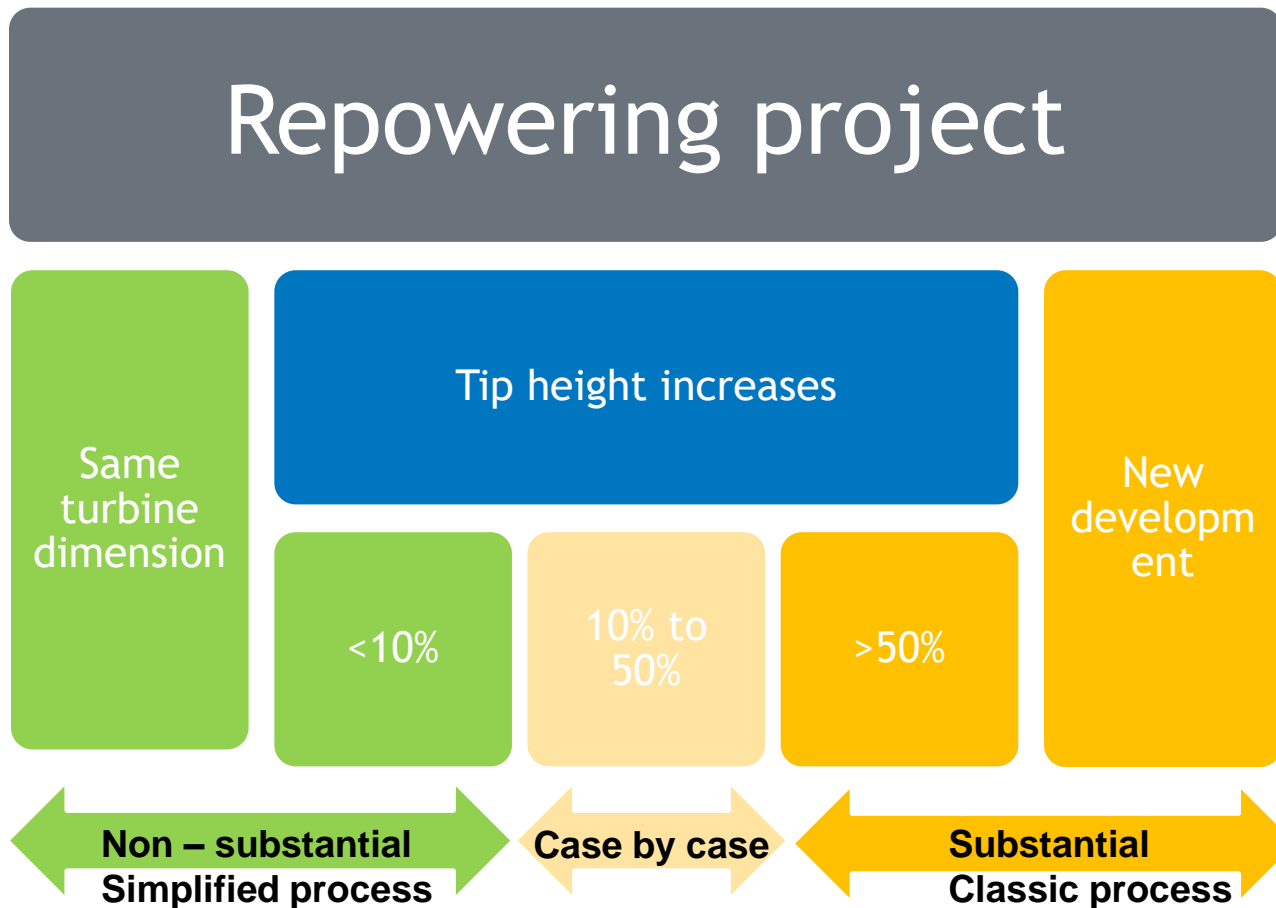 Repowering project
Same
turbine
dimension
Tip height increases
<10%
10% to
50%
>50%
New
developm
ent
Non – substantial
Simplified process
Case by case
Substantial
Classic process